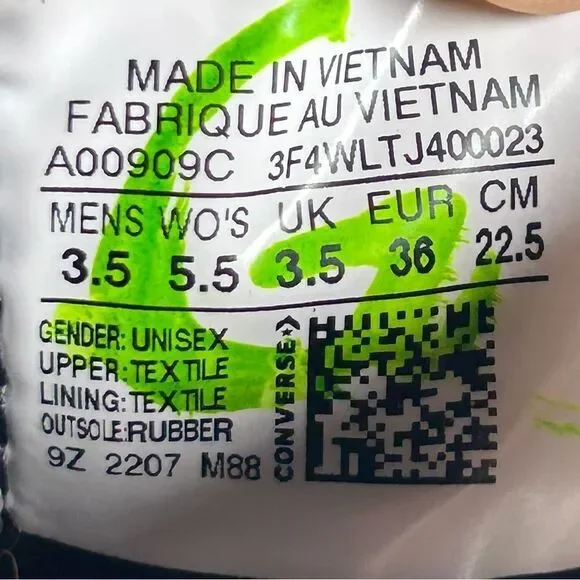 MADE IN VIETNAM
FABRIQUE AU VIETNAM
A00909C 3F4WLTJ400023
MENS WO'S UK EUR CM
3.5 5.5 3.5 36 22.5
GENDER: UNISEX
UPPER: TEXTILE
LINING: TEXTILE
OUTSOLE:RUBBER
9Z 2207 M88
CONVERSE